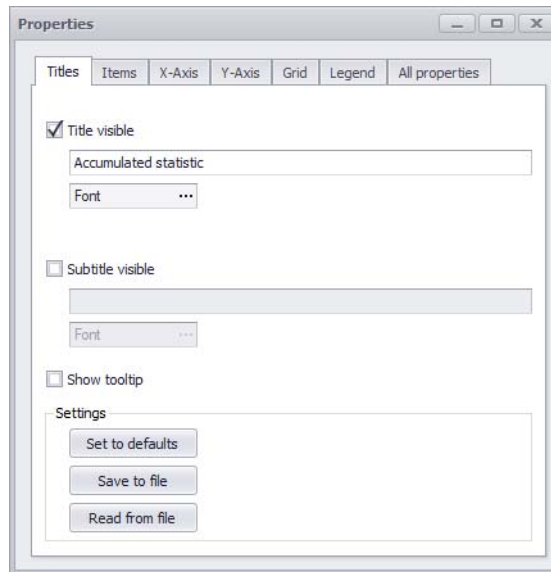 Properties
Titles Items X-Axis Y-Axis Grid Legend All properties
Title visible
Accumulated statistic
Font ...
Subtitle visible
Font ...
Show tooltip
Settings
Set to defaults
Save to file
Read from file